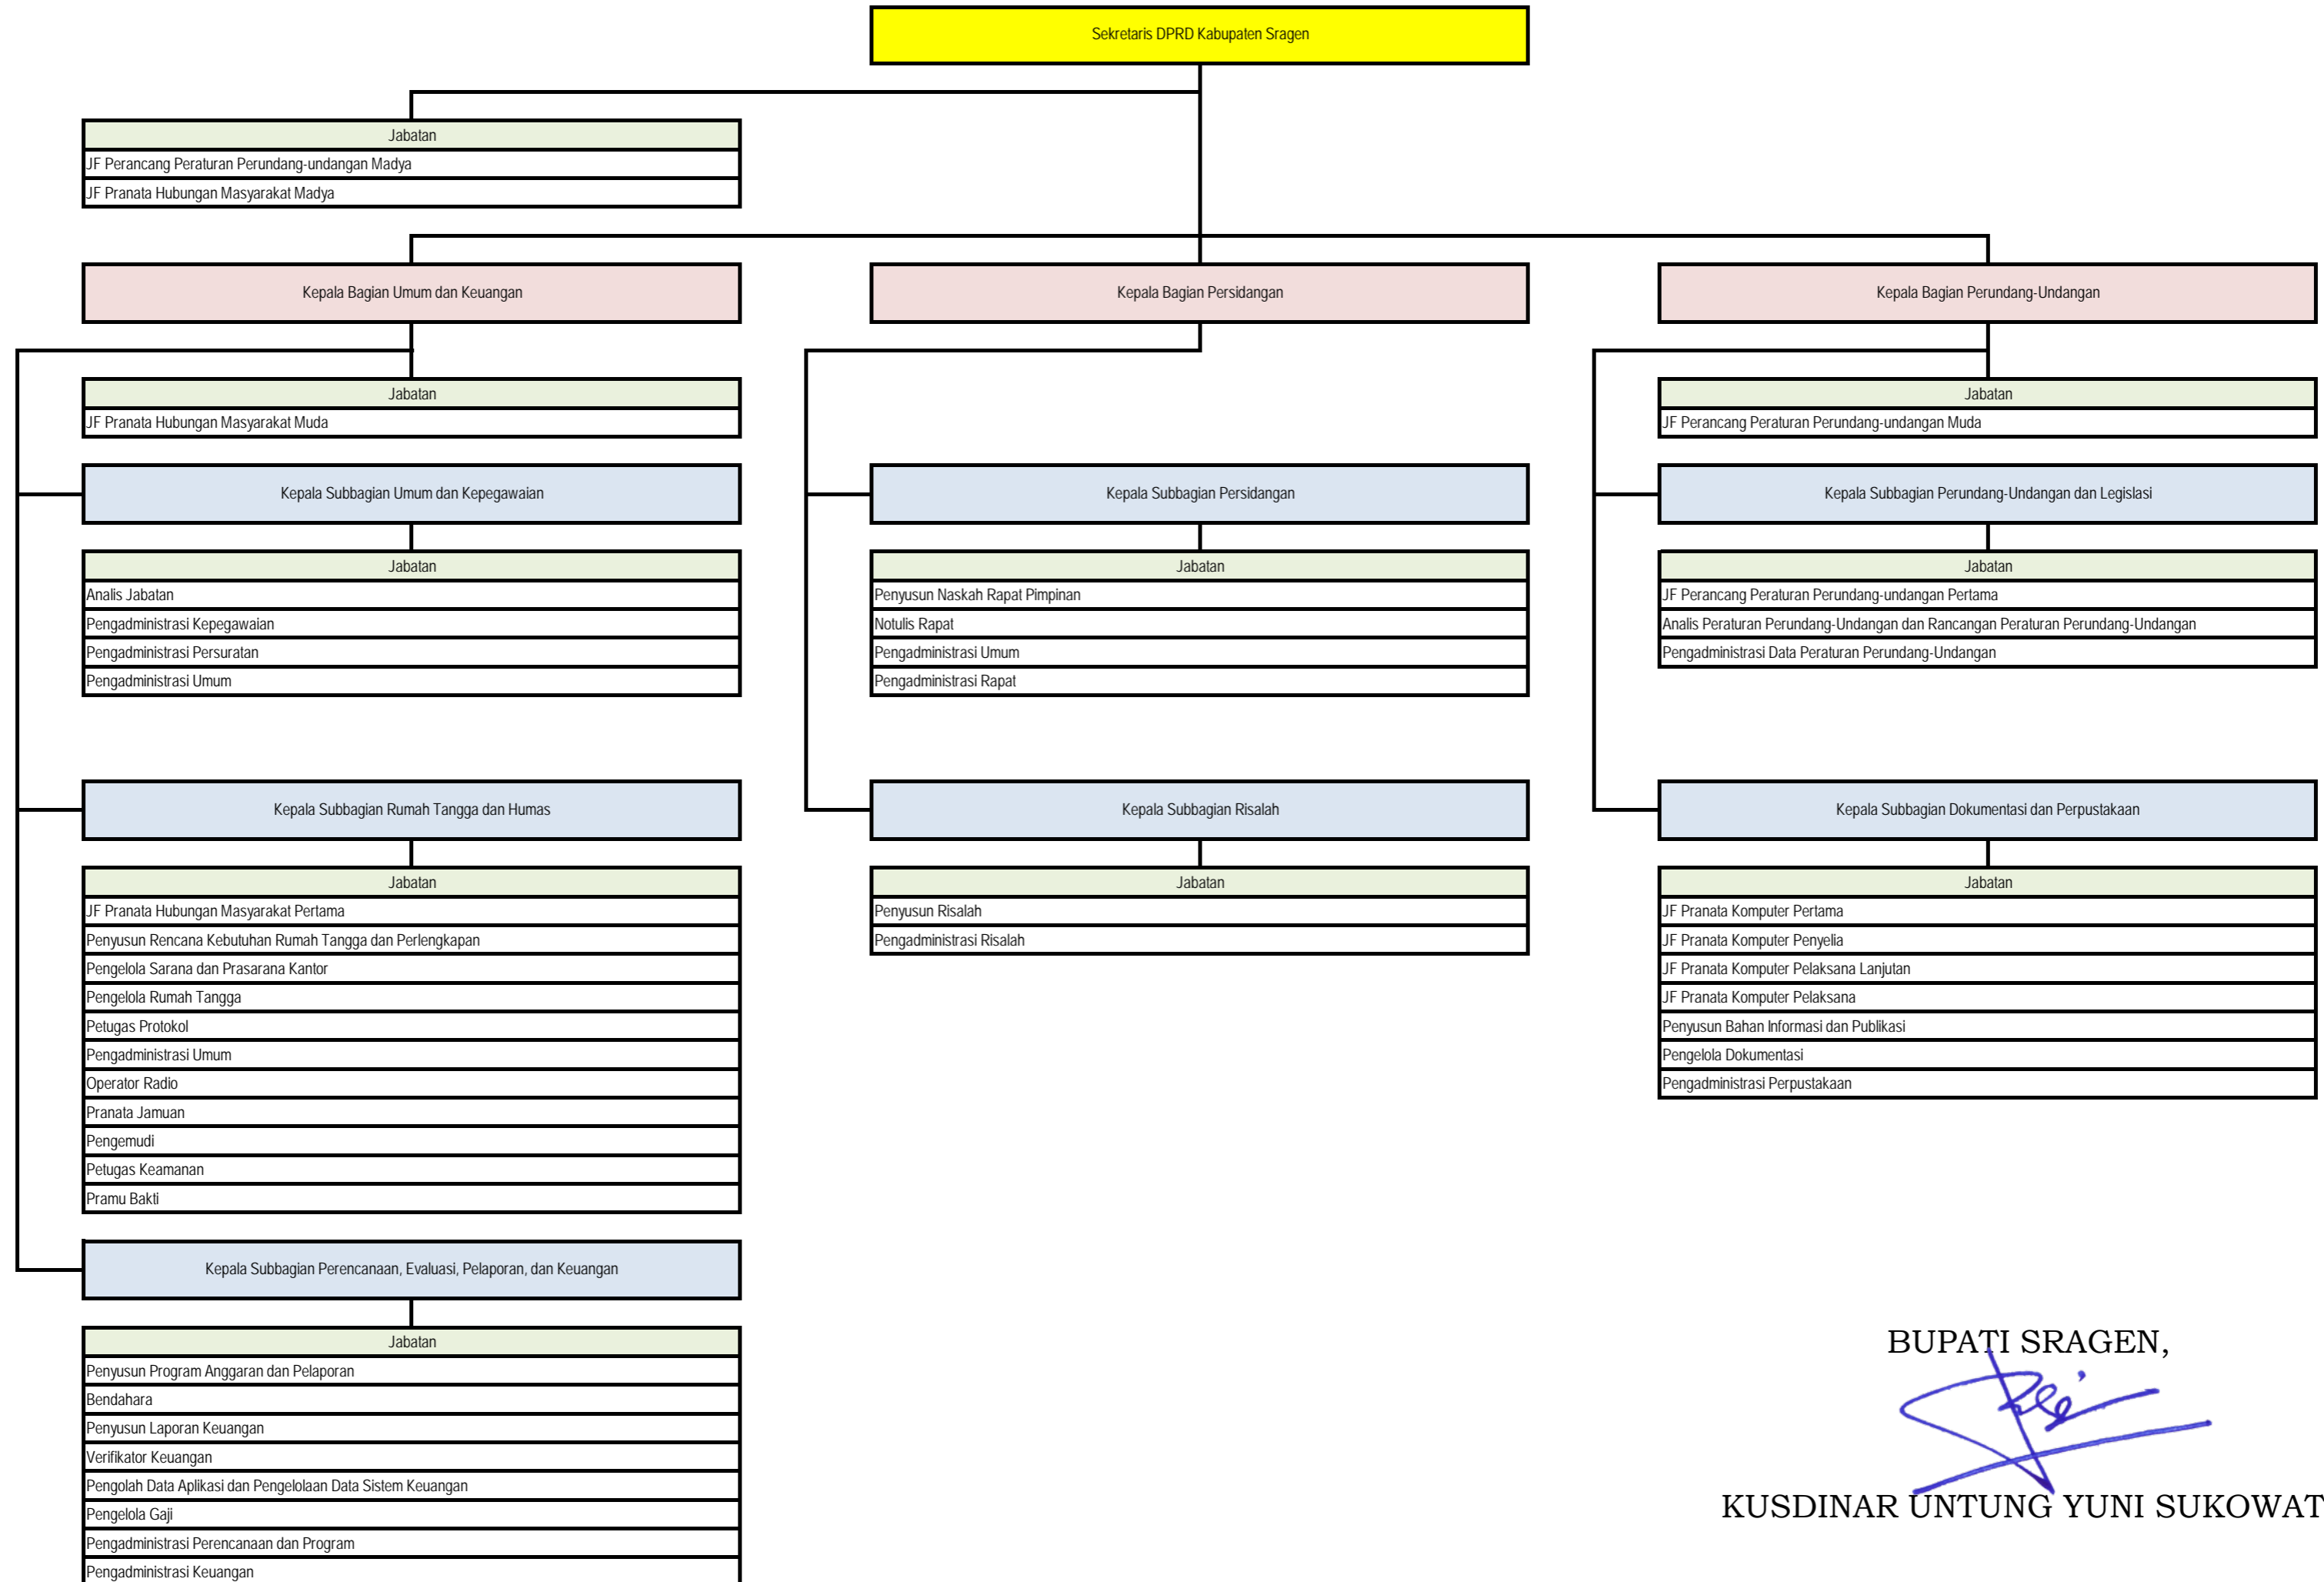 Sekretaris DPRD Kabupaten Sragen
Jabatan
JF Perancang Peraturan Perundang-undangan Madya
JF Pranata Hubungan Masyarakat Madya
Kepala Bagian Umum dan Keuangan
Kepala Bagian Persidangan
Kepala Bagian Perundang-Undangan
Jabatan
JF Pranata Hubungan Masyarakat Muda
Jabatan
JF Perancang Peraturan Perundang-undangan Muda
Kepala Subbagian Umum dan Kepegawaian
Kepala Subbagian Persidangan
Kepala Subbagian Perundang-Undangan dan Legislasi
Jabatan
Analis Jabatan
Pengadministrasi Kepegawaian
Pengadministrasi Persuratan
Pengadministrasi Umum
Jabatan
Penyusun Naskah Rapat Pimpinan
Notulis Rapat
Pengadministrasi Umum
Pengadministrasi Rapat
Jabatan
JF Perancang Peraturan Perundang-undangan Pertama
Analis Peraturan Perundang-Undangan dan Rancangan Peraturan Perundang-Undangan
Pengadministrasi Data Peraturan Perundang-Undangan
Kepala Subbagian Rumah Tangga dan Humas
Kepala Subbagian Risalah
Kepala Subbagian Dokumentasi dan Perpustakaan
Jabatan
JF Pranata Hubungan Masyarakat Pertama
Penyusun Rencana Kebutuhan Rumah Tangga dan Perlengkapan
Pengelola Sarana dan Prasarana Kantor
Pengelola Rumah Tangga
Petugas Protokol
Pengadministrasi Umum
Operator Radio
Pranata Jamuan
Pengemudi
Petugas Keamanan
Pramu Bakti
Jabatan
Penyusun Risalah
Pengadministrasi Risalah
Jabatan
JF Pranata Komputer Pertama
JF Pranata Komputer Penyelia
JF Pranata Komputer Pelaksana Lanjutan
JF Pranata Komputer Pelaksana
Penyusun Bahan Informasi dan Publikasi
Pengelola Dokumentasi
Pengadministrasi Perpustakaan
Kepala Subbagian Perencanaan, Evaluasi, Pelaporan, dan Keuangan
Jabatan
Penyusun Program Anggaran dan Pelaporan
Bendahara
Penyusun Laporan Keuangan
Verifikator Keuangan
Pengolah Data Aplikasi dan Pengelolaan Data Sistem Keuangan
Pengelola Gaji
Pengadministrasi Perencanaan dan Program
Pengadministrasi Keuangan
BUPATI SRAGEN,
KUSDINAR UNTUNG YUNI SUKOWAT